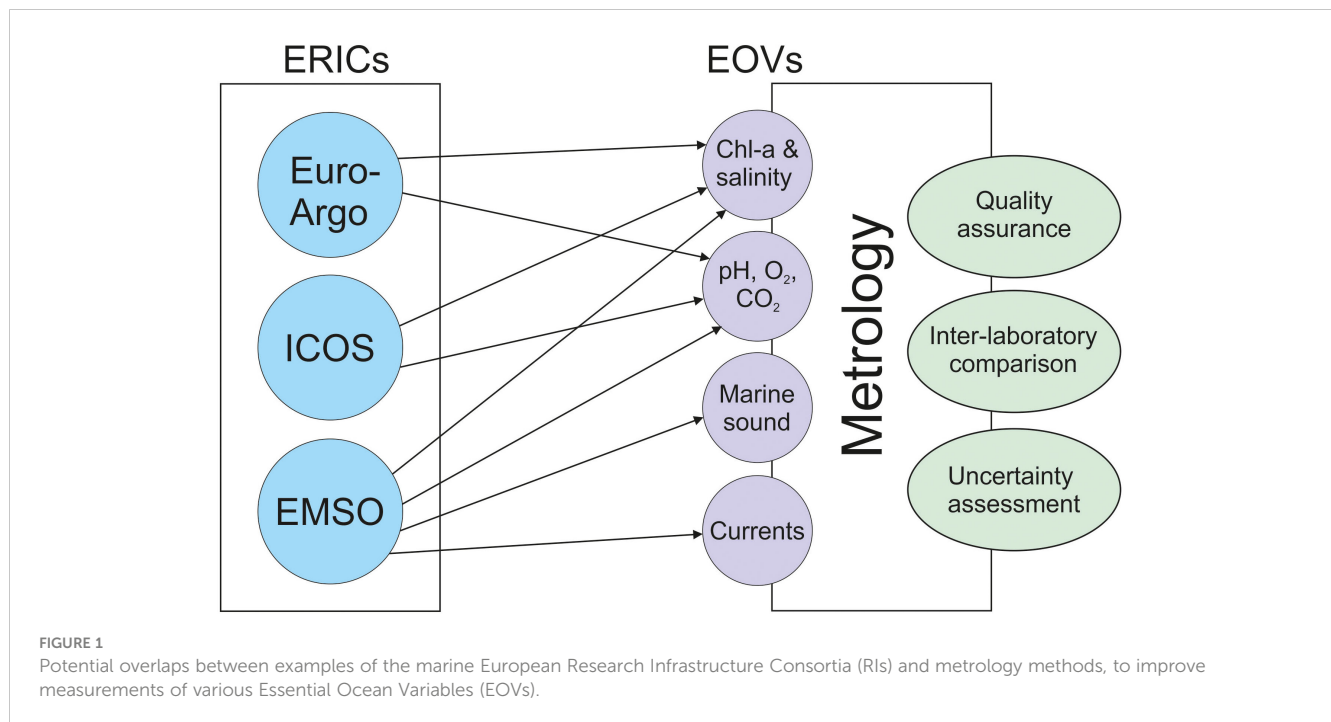 ERICs
EOVs
Euro-
Argo
ICOS
EMSO
Chl-a &
salinity
pH, O₂,
CO₂
Marine
sound
Currents
Metrology
Quality
assurance
Inter-laboratory
comparison
Uncertainty
assessment
FIGURE 1
Potential overlaps between examples of the marine European Research Infrastructure Consortia (RIs) and metrology methods, to improve
measurements of various Essential Ocean Variables (EOVs).